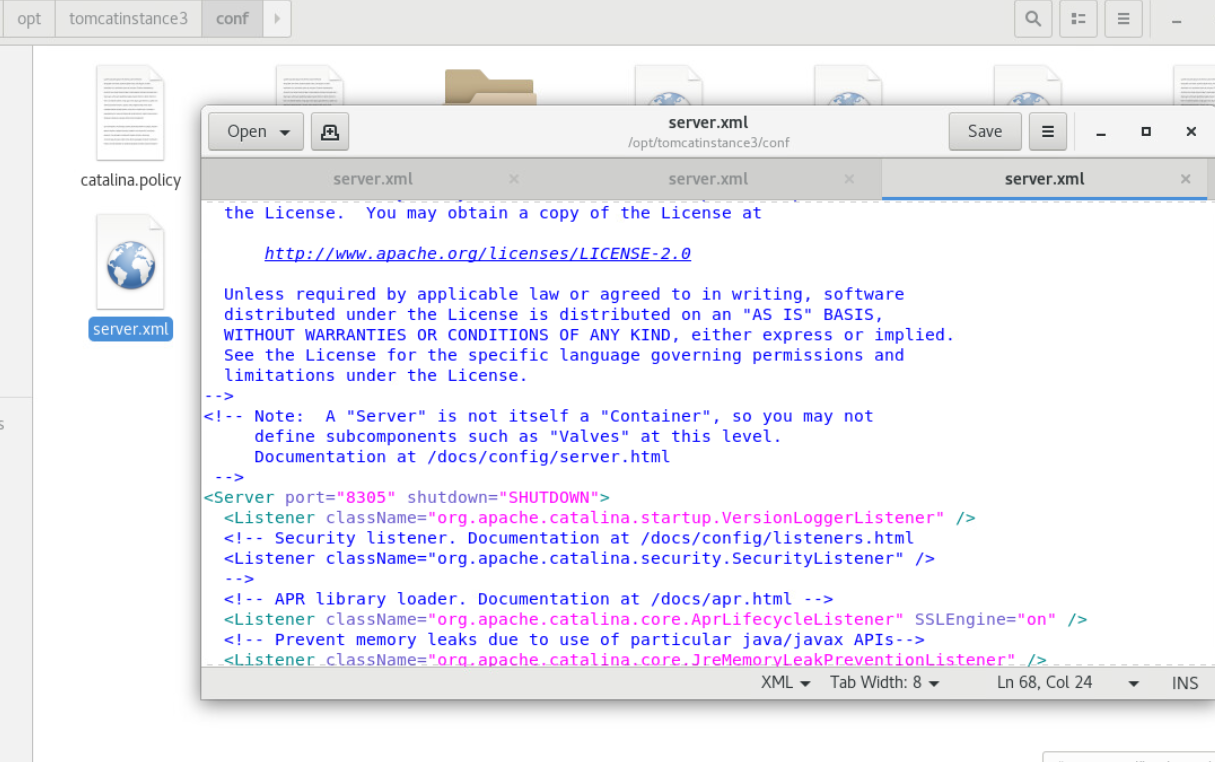 opt tomcatinstance3 conf
catalina.policy
server.xml
Open server.xml Save
/opt/tomcatinstance3/conf
server.xml server.xml server.xml
the License.  You may obtain a copy of the License at
http://www.apache.org/licenses/LICENSE-2.0
Unless required by applicable law or agreed to in writing, software
distributed under the License is distributed on an "AS IS" BASIS,
WITHOUT WARRANTIES OR CONDITIONS OF ANY KIND, either express or implied.
See the License for the specific language governing permissions and
limitations under the License.
-->
<!-- Note:  A "Server" is not itself a "Container", so you may not
define subcomponents such as "Valves" at this level.
Documentation at /docs/config/server.html
-->
<Server port="8305" shutdown="SHUTDOWN">
<Listener className="org.apache.catalina.startup.VersionLoggerListener" />
<!-- Security listener. Documentation at /docs/config/listeners.html
<Listener className="org.apache.catalina.security.SecurityListener" />
-->
<!-- APR library loader. Documentation at /docs/apr.html -->
<Listener className="org.apache.catalina.core.AprLifecycleListener" SSLEngine="on" />
<!-- Prevent memory leaks due to use of particular java/javax APIs-->
<Listener className="org.apache.catalina.core.JreMemoryLeakPreventionListener" />
XML Tab Width: 8 Ln 68, Col 24 INS